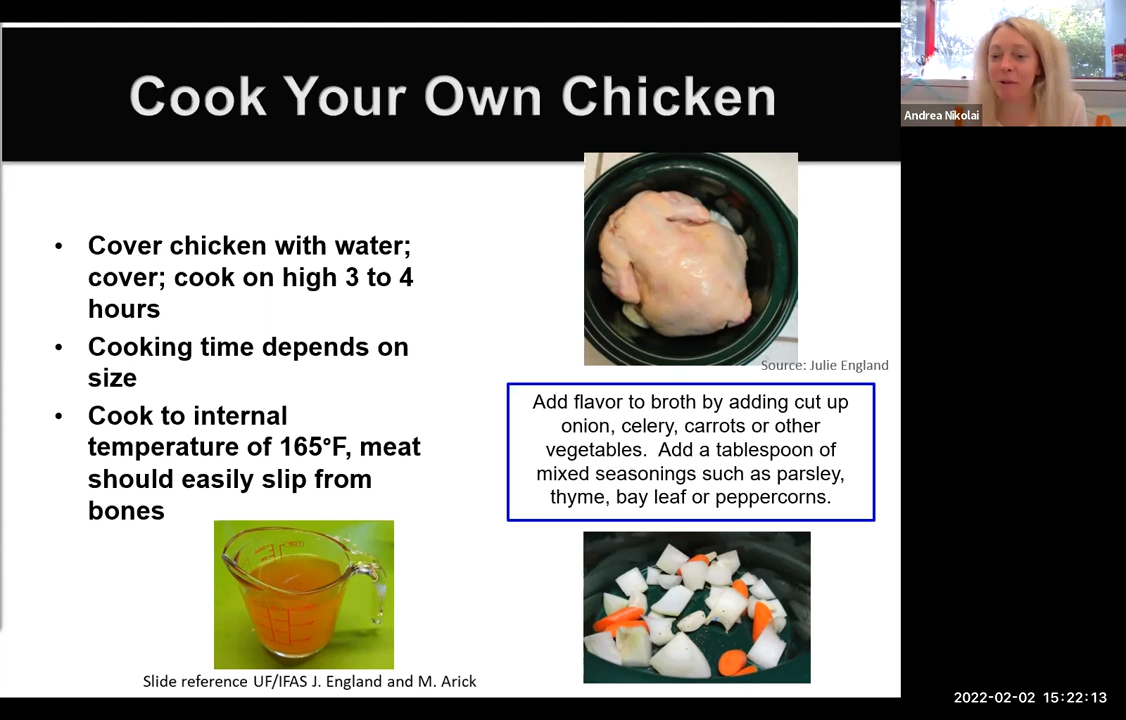 Cook Your Own Chicken
Andrea Nikolai
• Cover chicken with water;
cover; cook on high 3 to 4
hours
• Cooking time depends on
size
• Cook to internal
temperature of 165°F, meat
should easily slip from
bones
Source: Julie England
Add flavor to broth by adding cut up
onion, celery, carrots or other
vegetables.  Add a tablespoon of
mixed seasonings such as parsley,
thyme, bay leaf or peppercorns.
Slide reference UF/IFAS J. England and M. Arick
2022-02-02 15:22:13